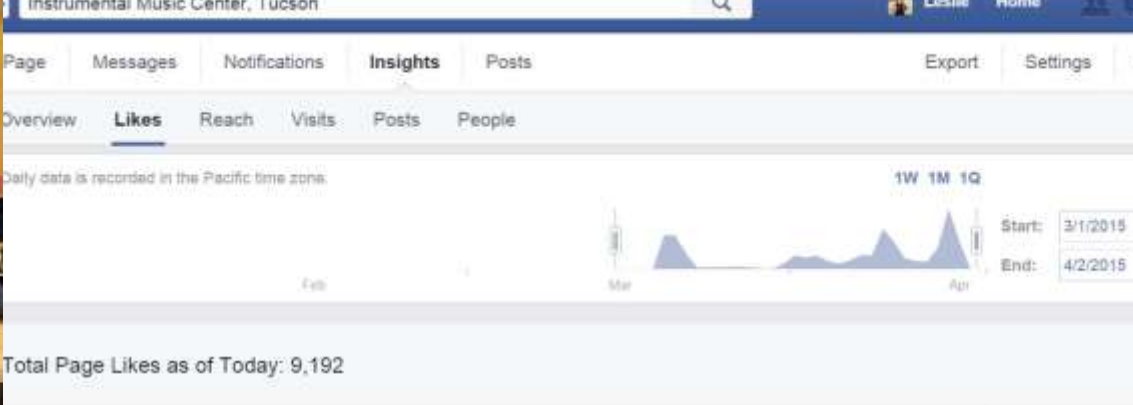 Instrumental Music Center, Tucson Leslie Home
Page Messages Notifications Insights Posts Export Settings
Overview Likes Reach Visits Posts People
Daily data is recorded in the Pacific time zone.
1W 1M 1Q
Start: 3/1/2015
End: 4/2/2015
Feb Mar Apr
Total Page Likes as of Today: 9,192